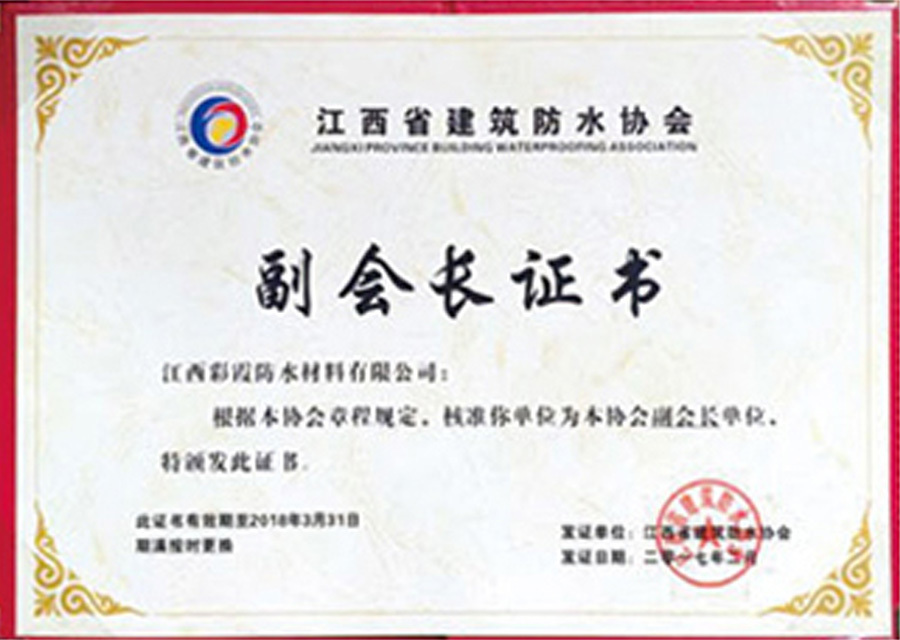 江西省建筑防水协会
JIANGXI PROVINCE BUILDING WATERPROOFING ASSOCIATION
副会长证书
江西彩霞防水材料有限公司:
根据本协会章程规定，核准你单位为本协会副会长单位，
特颁发此证书.
此证书有效期至2018年3月31日
期满按时更换
发证单位: 江西省建筑防水协会
发证日期: 二零一七年三月